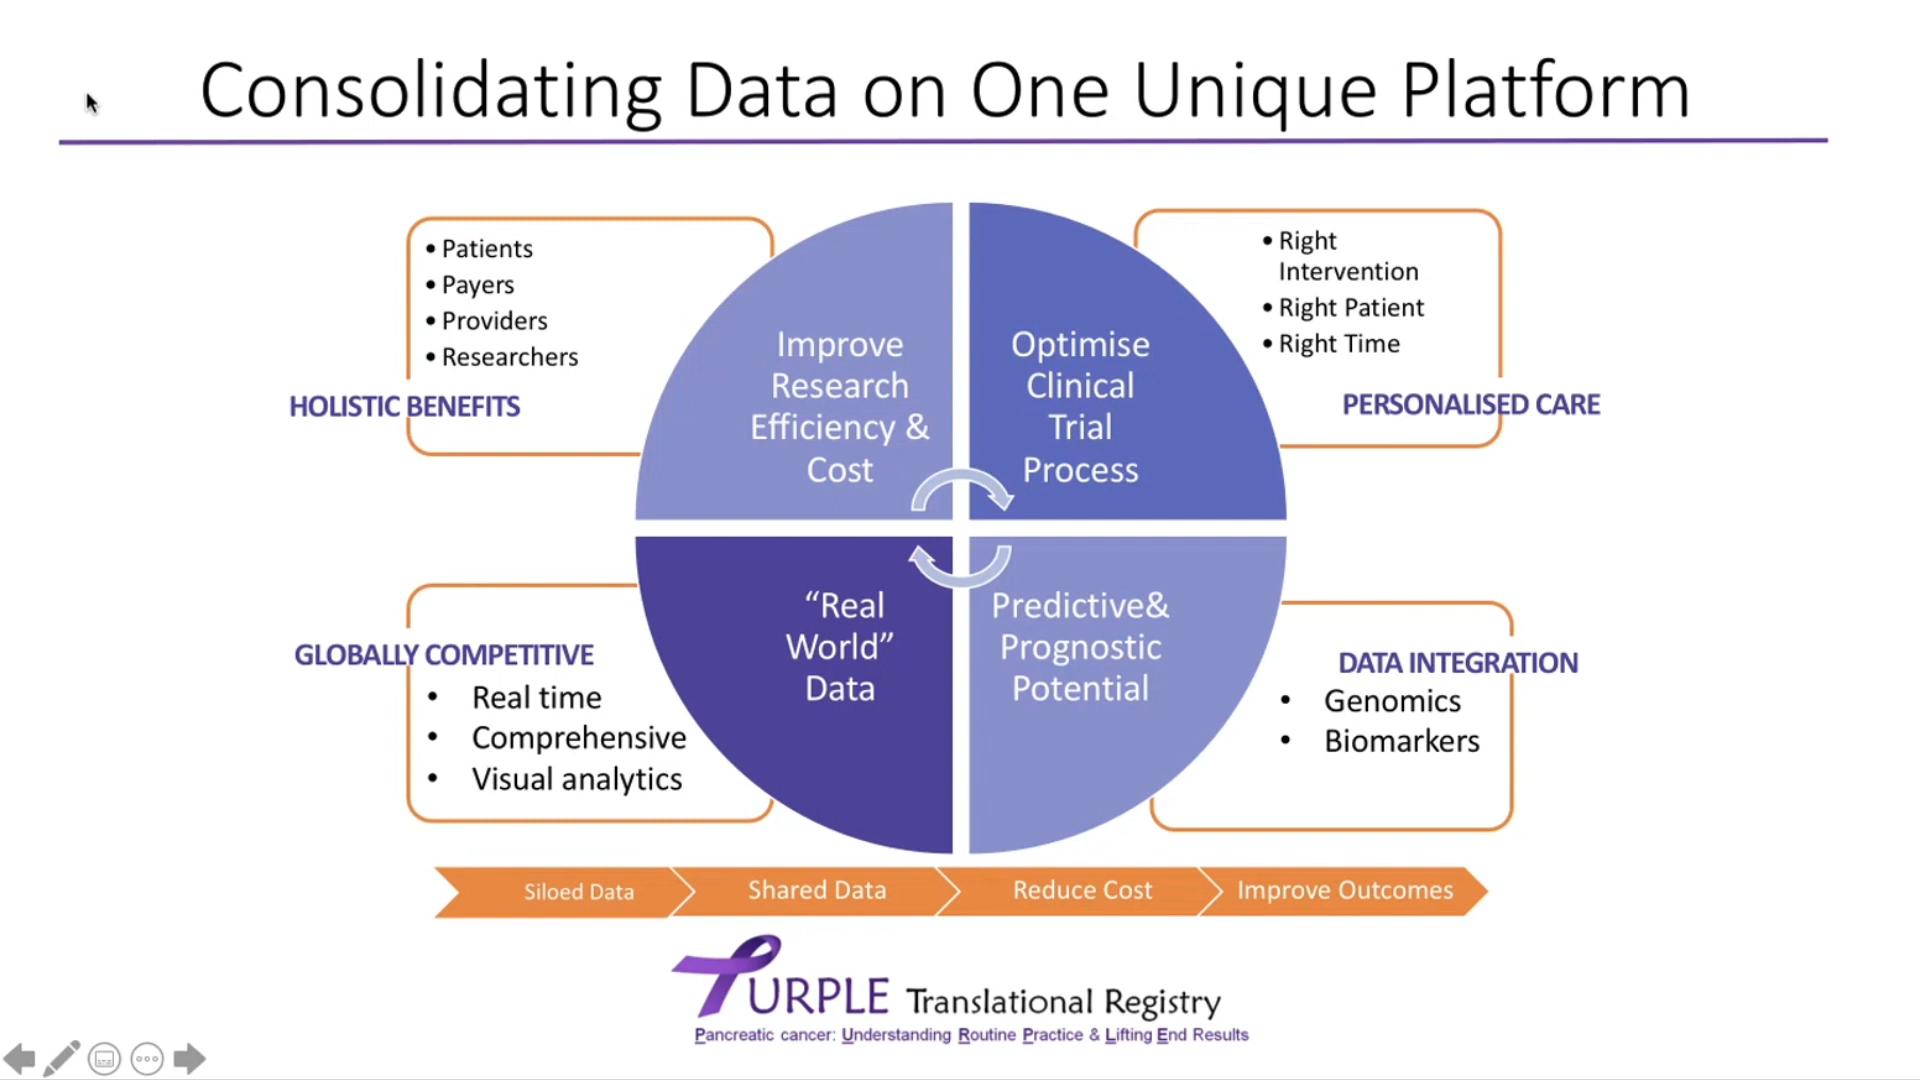 Consolidating Data on One Unique Platform
• Patients
• Payers
• Providers
• Researchers
HOLISTIC BENEFITS
Improve
Research
Efficiency &
Cost
Optimise
Clinical
Trial
Process
• Right
Intervention
• Right Patient
• Right Time
PERSONALISED CARE
GLOBALLY COMPETITIVE
• Real time
• Comprehensive
• Visual analytics
“Real
World”
Data
Predictive&
Prognostic
Potential
DATA INTEGRATION
• Genomics
• Biomarkers
Siloed Data
Shared Data
Reduce Cost
Improve Outcomes
PURPLE Translational Registry
Pancreatic cancer: Understanding Routine Practice & Lifting End Results